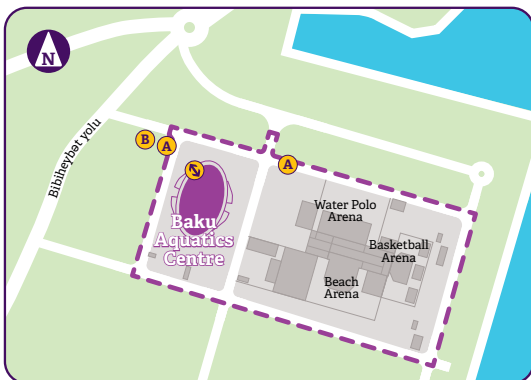 N
Bibiheybət yolu
B
A
A
Baku
Aquatics
Centre
Water Polo
Arena
Basketball
Arena
Beach
Arena